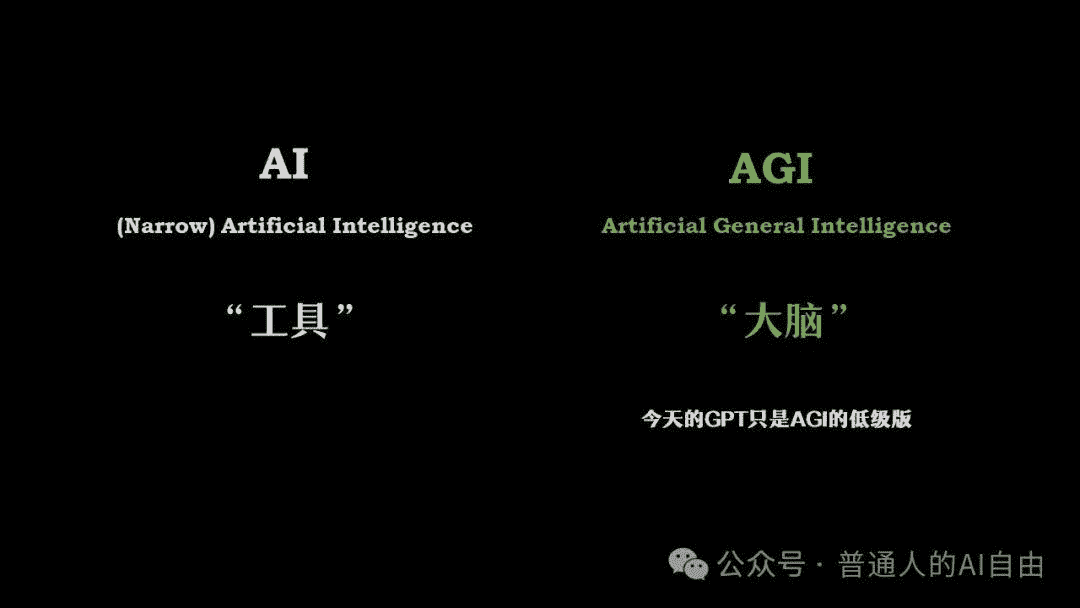 AI
(Narrow) Artificial Intelligence
“工具”
AGI
Artificial General Intelligence
“大脑”
今天的GPT只是AGI的低级版
公众号 · 普通人的AI自由